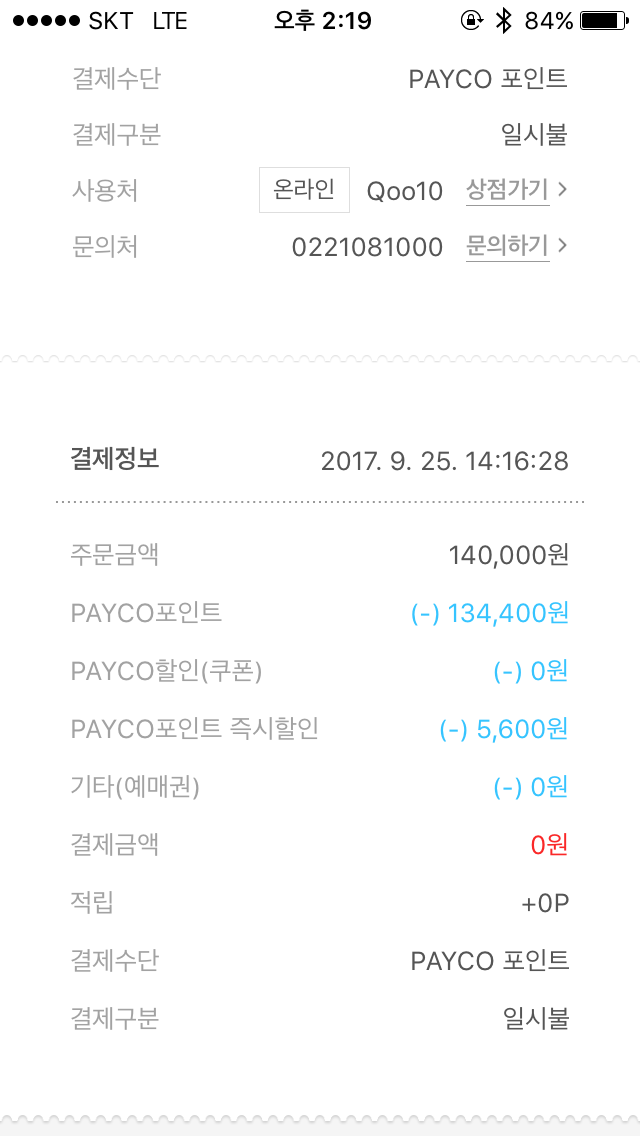 SKT LTE 오후 2:19 84%
결제수단 PAYCO 포인트
결제구분 일시불
사용처 온라인 Qoo10 상점가기 >
문의처 0221081000 문의하기 >
결제정보 2017. 9. 25. 14:16:28
주문금액 140,000원
PAYCO포인트 (-) 134,400원
PAYCO할인(쿠폰) (-) 0원
PAYCO포인트 즉시할인 (-) 5,600원
기타(예매권) (-) 0원
결제금액 0원
적립 +0P
결제수단 PAYCO 포인트
결제구분 일시불